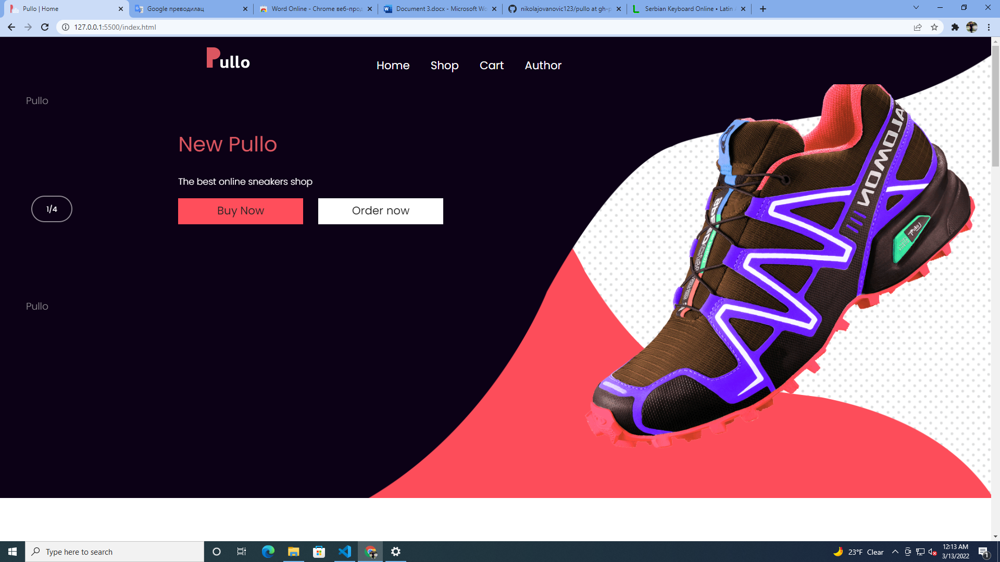 Pullo | Home
Google преводилац
Word Online - Chrome веб-прод
Document 3.docx - Microsoft Wo
nikolajovanovic123/pullo at gh-p
Serbian Keyboard Online • Latin
127.0.0.1:5500/index.html
Pullo
Home
Shop
Cart
Author
Pullo
New Pullo
The best online sneakers shop
1/4
Buy Now
Order now
Pullo
SALOMON
Type here to search
23°F Clear
12:13 AM
3/13/2022
1